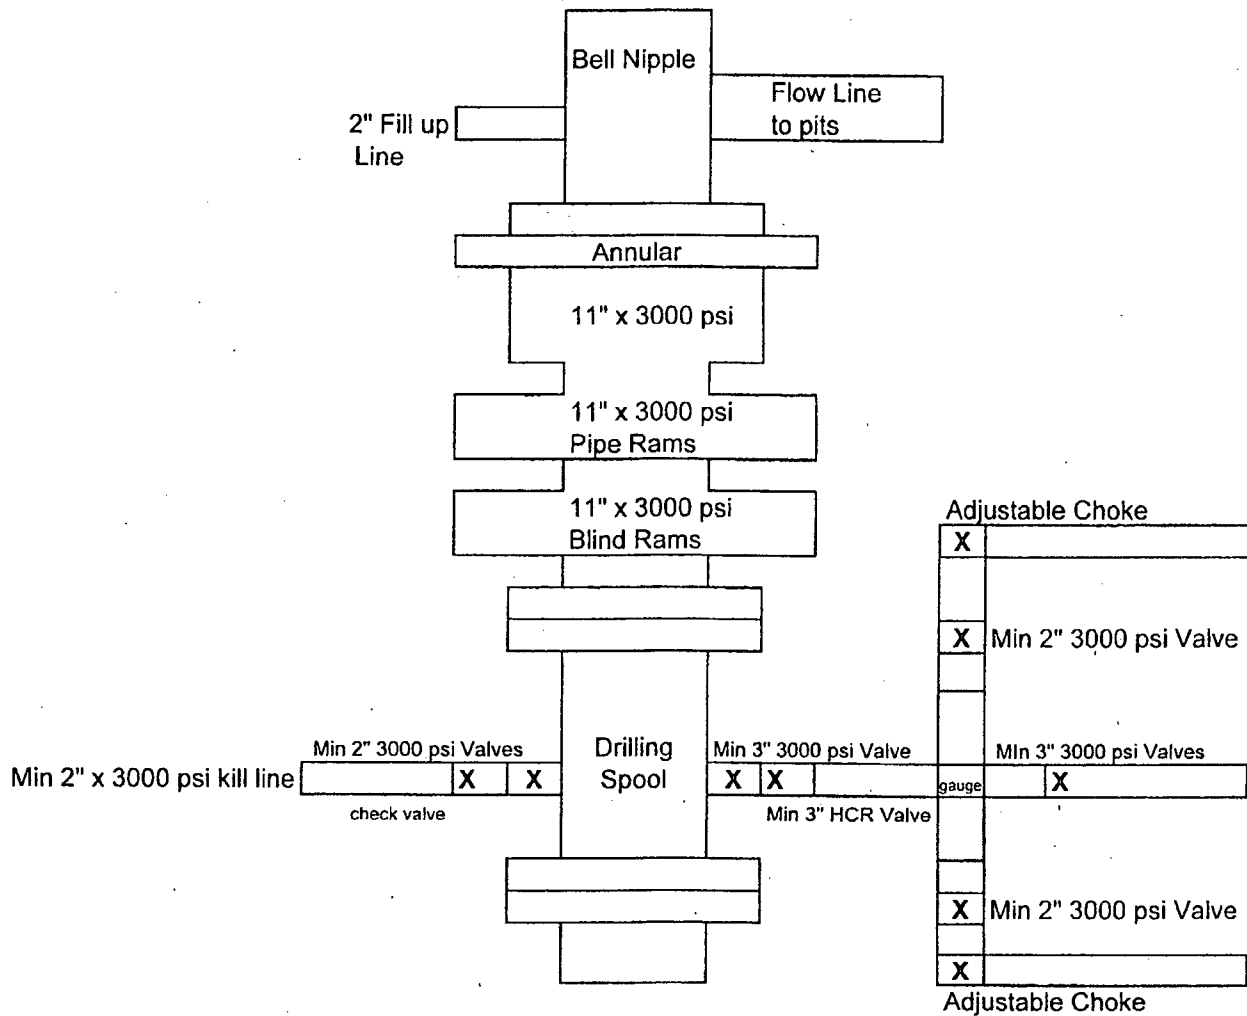 Bell Nipple
Flow Line
to pits
2" Fill up
Line
Annular
11" x 3000 psi
11" x 3000 psi
Pipe Rams
11" x 3000 psi
Blind Rams
Adjustable Choke
X
X Min 2" 3000 psi Valve
Min 2" 3000 psi Valves
Drilling
Spool
Min 3" 3000 psi Valve
MIn 3" 3000 psi Valves
Min 2" x 3000 psi kill line
X X
X X
gauge
X
check valve
Min 3" HCR Valve
X Min 2" 3000 psi Valve
X
Adjustable Choke